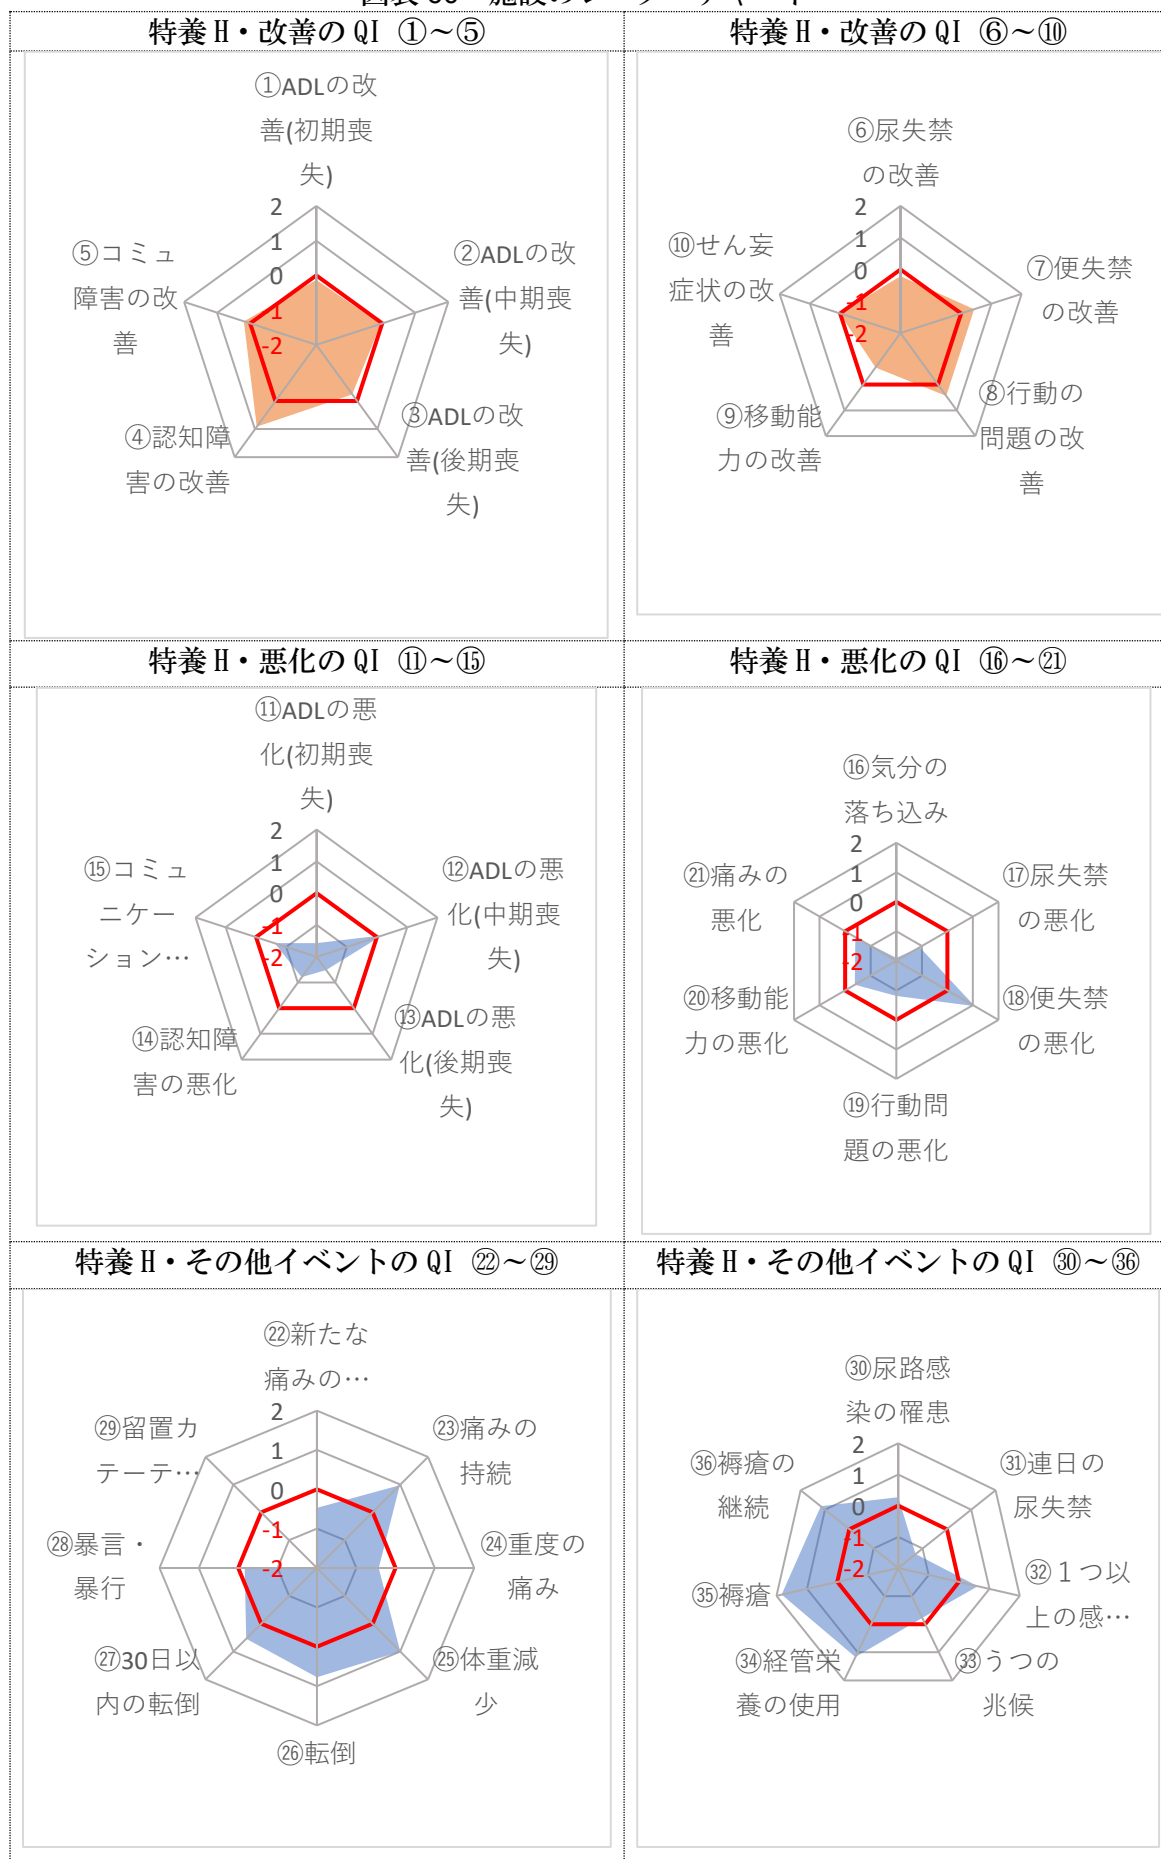 特養 H・改善の QI ①～⑤
特養 H・改善の QI ⑥～⑩
①ADLの改
善(初期喪
失)
2
1
0
-1
-2
②ADLの改
善(中期喪
失)
③ADLの改
善(後期喪
失)
④認知障
害の改善
⑤コミュ
障害の改
善
⑥尿失禁
の改善
2
1
0
-1
-2
⑦便失禁
の改善
⑧行動の
問題の改
善
⑨移動能
力の改善
⑩せん妄
症状の改
善
特養 H・悪化の QI ⑪～⑮
特養 H・悪化の QI ⑯～㉑
⑪ADLの悪
化(初期喪
失)
2
1
0
-1
-2
⑫ADLの悪
化(中期喪
失)
⑬ADLの悪
化(後期喪
失)
⑭認知障
害の悪化
⑮コミュ
ニケー
ション…
⑯気分の
落ち込み
2
1
0
-1
-2
⑰尿失禁
の悪化
⑱便失禁
の悪化
⑲行動問
題の悪化
⑳移動能
力の悪化
㉑痛みの
悪化
特養 H・その他イベントの QI ㉒～㉙
特養 H・その他イベントの QI ㉚～㊱
㉒新たな
痛みの…
2
1
0
-1
-2
㉓痛みの
持続
㉔重度の
痛み
㉕体重減
少
㉖転倒
㉗30日以
内の転倒
㉘暴言・
暴行
㉙留置カ
テーテ…
㉚尿路感
染の罹患
2
1
0
-1
-2
㉛連日の
尿失禁
㉜１つ以
上の感…
㉝うつの
兆候
㉞経管栄
養の使用
㉟褥瘡
㊱褥瘡の
継続